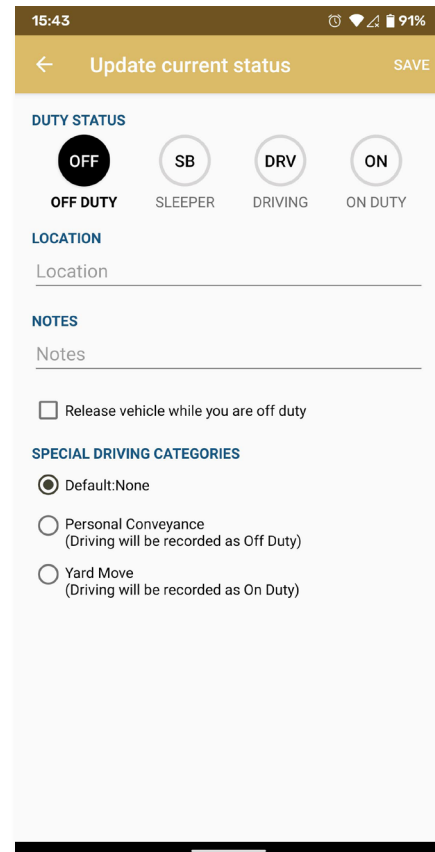 15:43 91%
Update current status SAVE
DUTY STATUS
OFF SB DRV ON
OFF DUTY SLEEPER DRIVING ON DUTY
LOCATION
Location
NOTES
Notes
Release vehicle while you are off duty
SPECIAL DRIVING CATEGORIES
Default:None
Personal Conveyance
(Driving will be recorded as Off Duty)
Yard Move
(Driving will be recorded as On Duty)